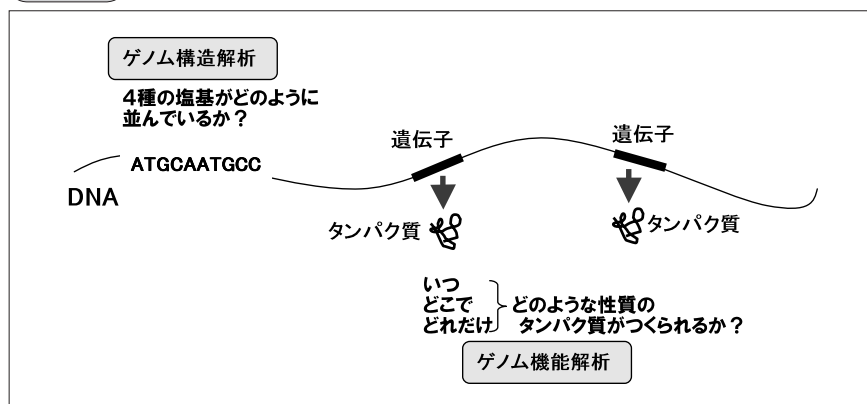 ゲノム構造解析
4種の塩基がどのように
並んでいるか?
遺伝子
遺伝子
ATGCAATGCC
DNA
タンパク質
タンパク質
いつ
どこで
どれだけ
どのような性質の
タンパク質がつくられるか?
ゲノム機能解析